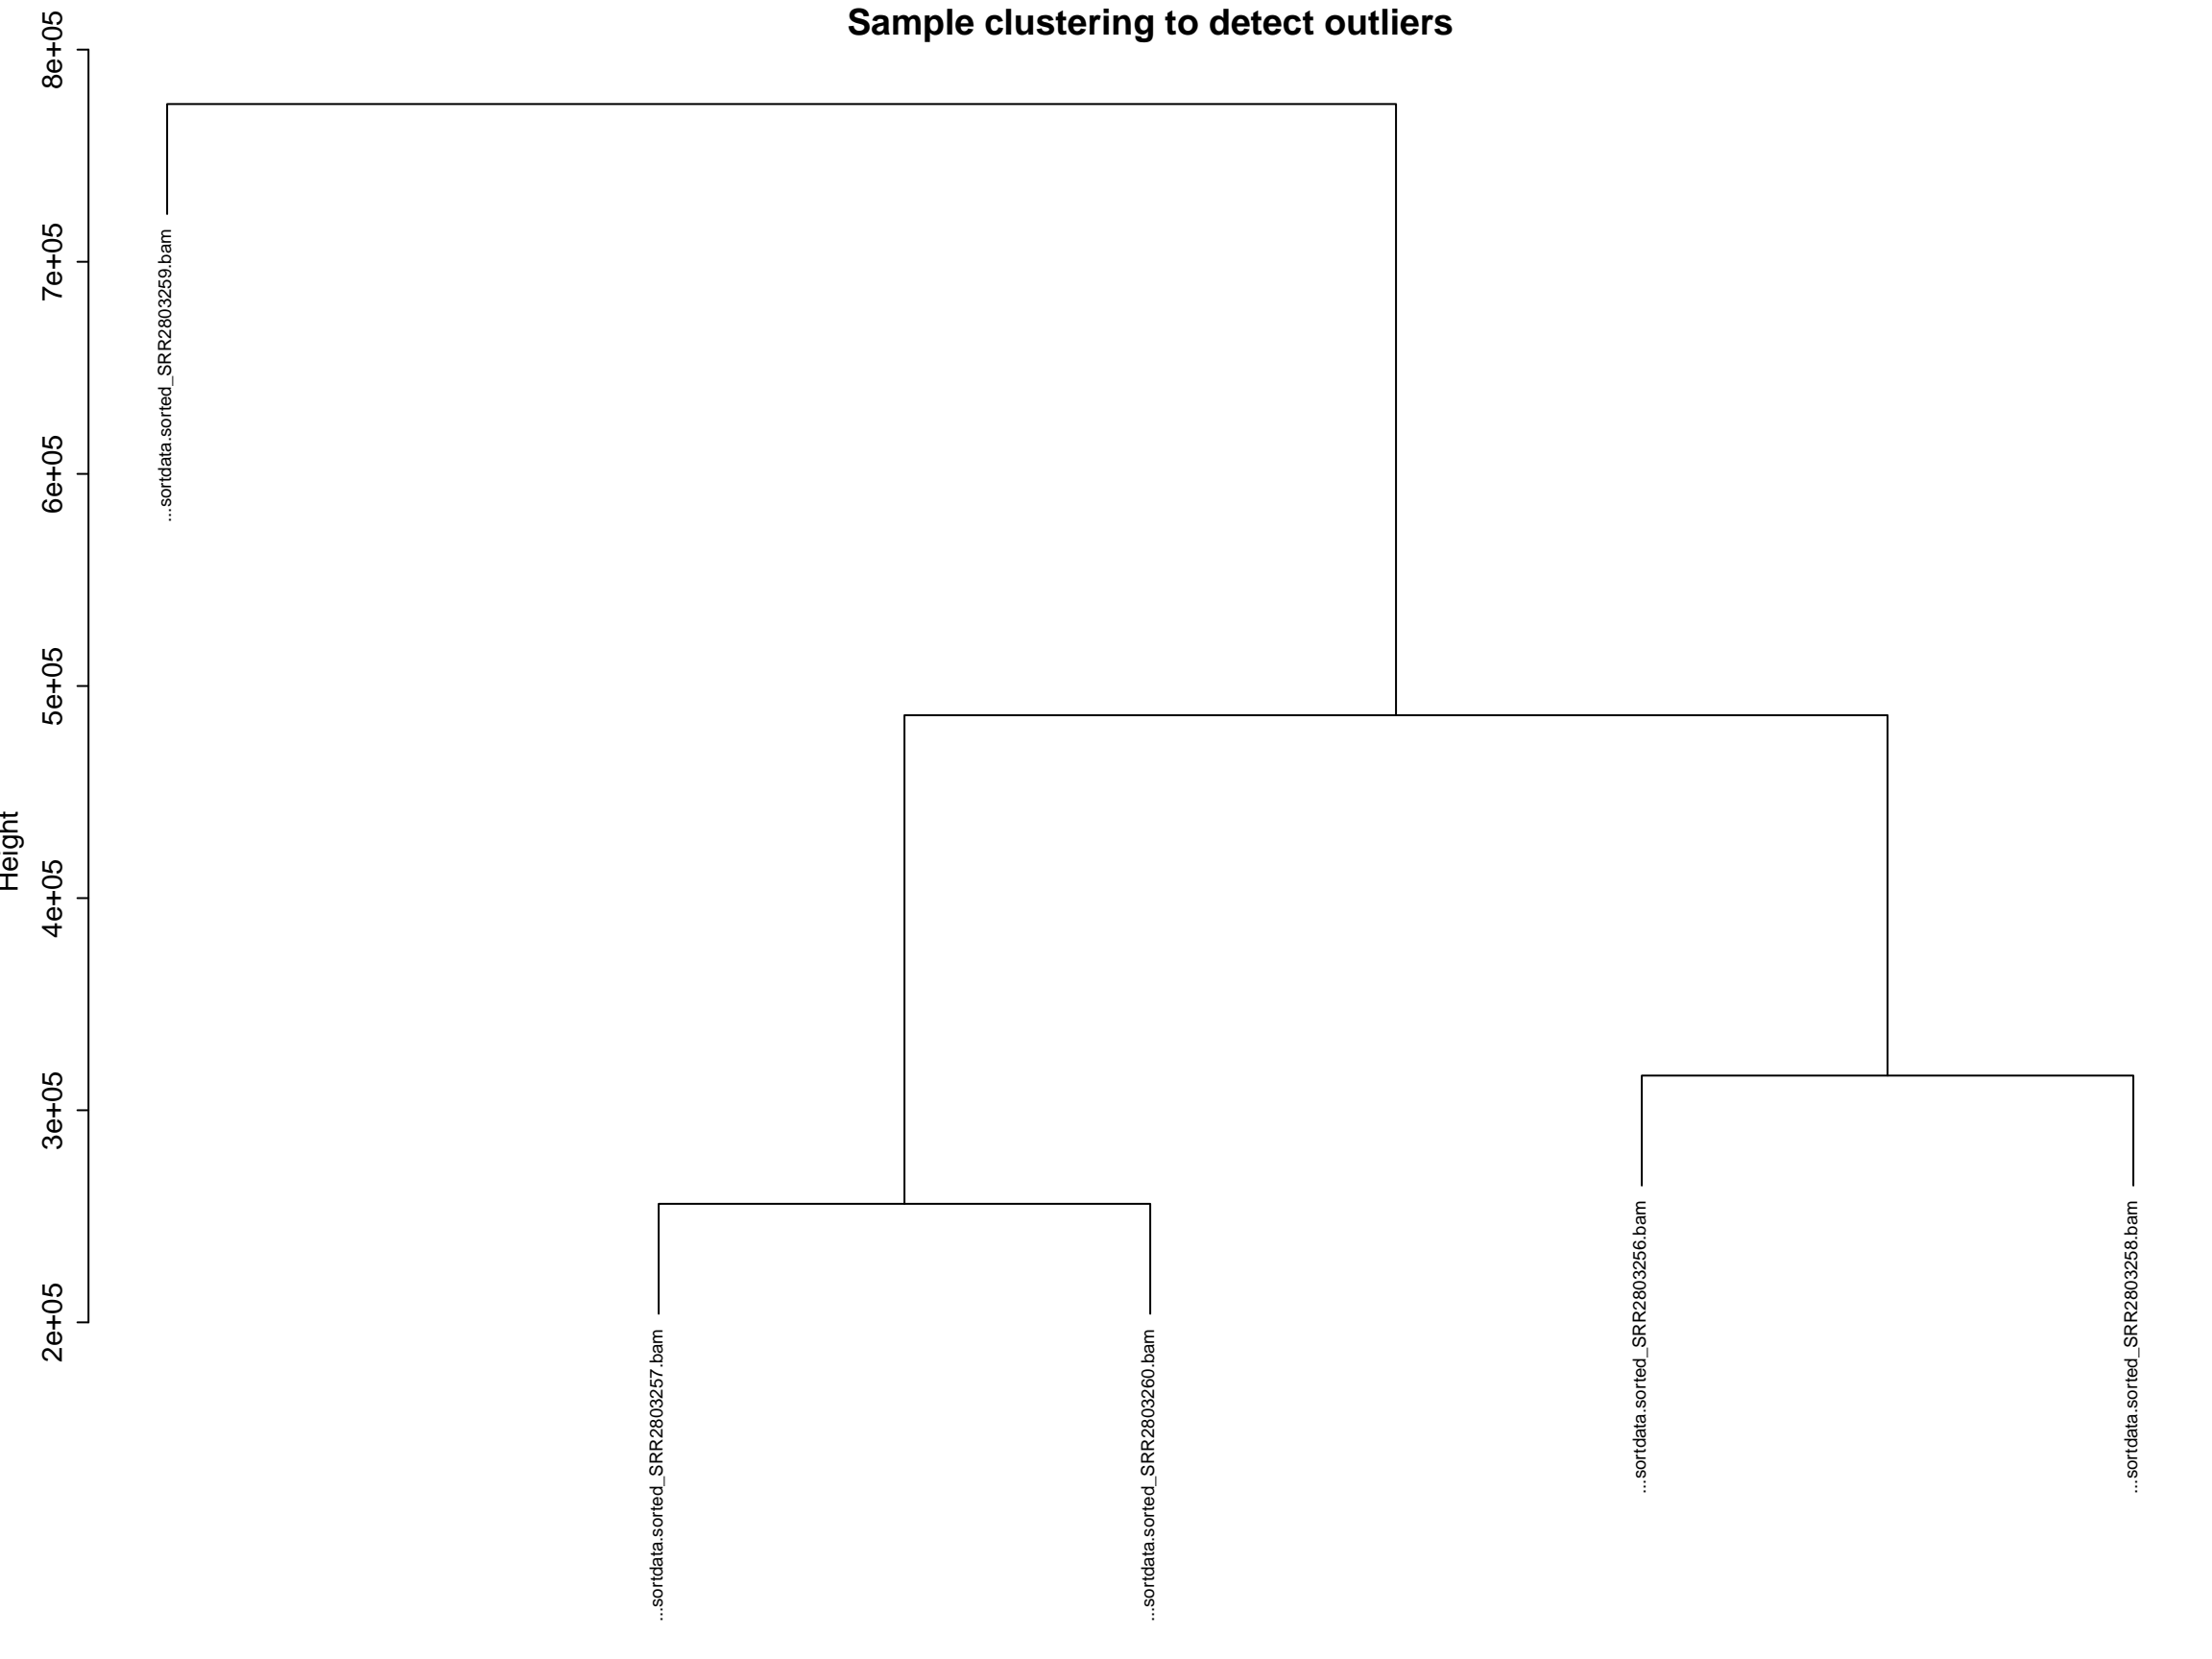 Sample clustering to detect outliers
Height
8e+05
7e+05
6e+05
5e+05
4e+05
3e+05
2e+05
...sortdata.sorted_SRR2803259.bam
...sortdata.sorted_SRR2803257.bam
...sortdata.sorted_SRR2803260.bam
...sortdata.sorted_SRR2803256.bam
...sortdata.sorted_SRR2803258.bam